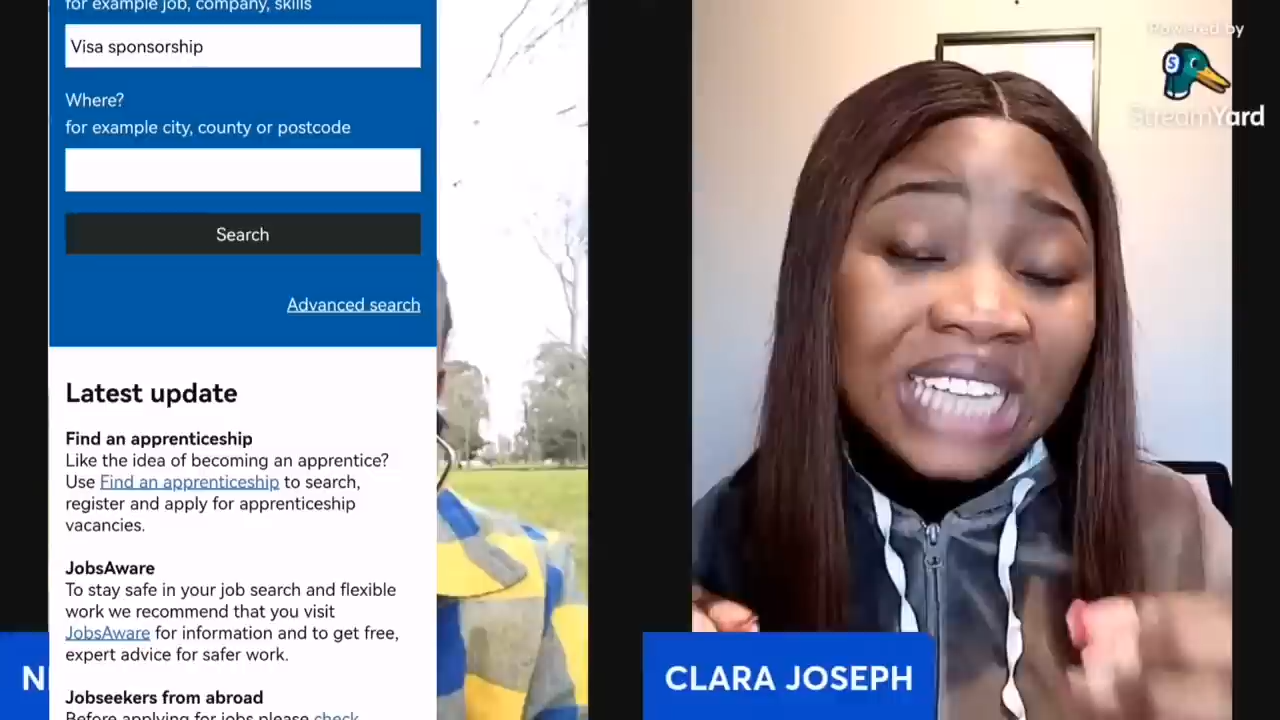 for example job, company, skills
Visa sponsorship
Where?
for example city, county or postcode
Search
Advanced search
Latest update
Find an apprenticeship
Like the idea of becoming an apprentice?
Use Find an apprenticeship to search,
register and apply for apprenticeship
vacancies.
JobsAware
To stay safe in your job search and flexible
work we recommend that you visit
JobsAware for information and to get free,
expert advice for safer work.
Jobseekers from abroad
Before applying for jobs please check
N
CLARA JOSEPH
Powered by
S
StreamYard